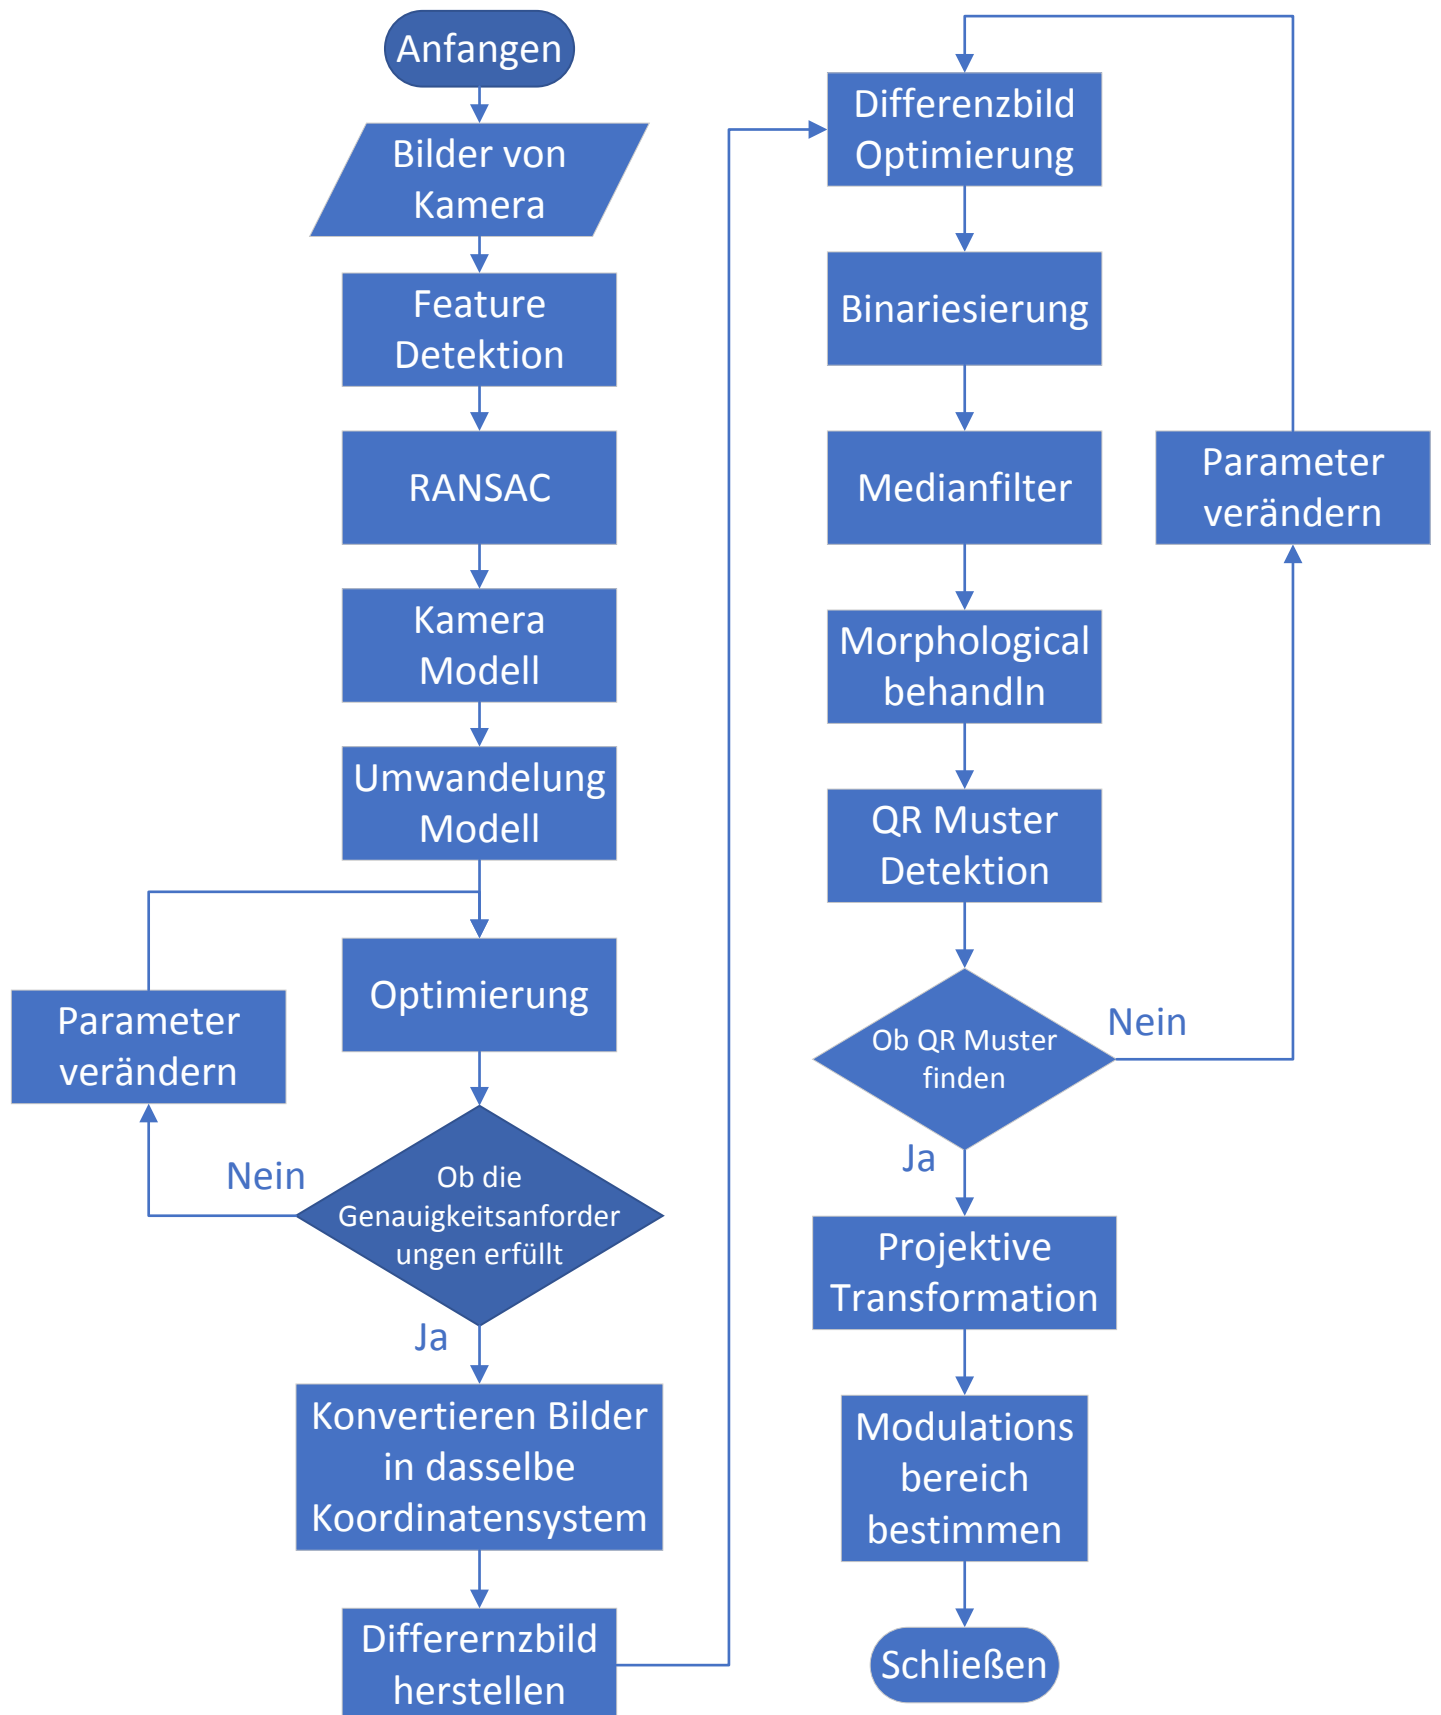 Anfangen
Bilder von
Kamera
Feature
Detektion
RANSAC
Kamera
Modell
Umwandelung
Modell
Optimierung
Parameter
verändern
Nein
Ob die
Genauigkeitsanforder
ungen erfüllt
Ja
Konvertieren Bilder
in dasselbe
Koordinatensystem
Differernzbild
herstellen
Differenzbild
Optimierung
Binariesierung
Medianfilter
Parameter
verändern
Morphological
behandln
QR Muster
Detektion
Ob QR Muster
finden
Nein
Ja
Projektive
Transformation
Modulations
bereich
bestimmen
Schließen